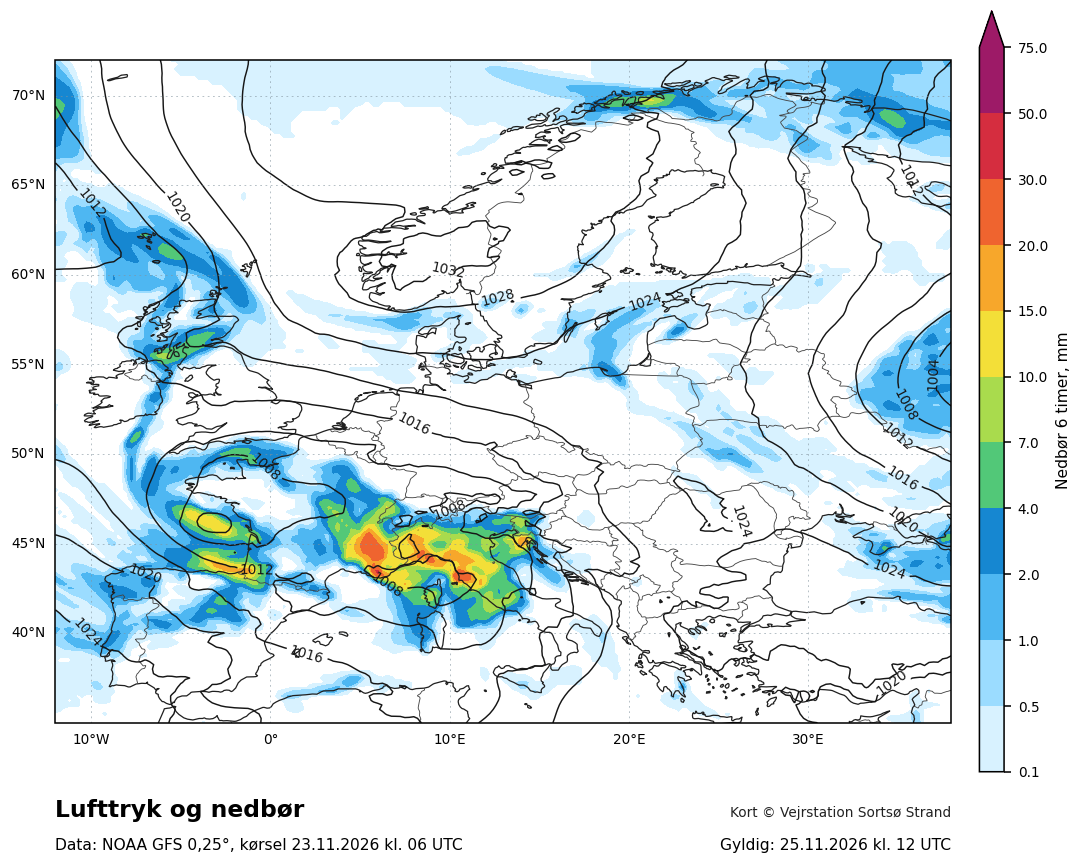 75.0
50.0
30.0
20.0
15.0
10.0
7.0
4.0
2.0
1.0
0.5
0.1
Nedbør 6 timer, mm
70°N
65°N
60°N
55°N
50°N
45°N
40°N
10°W
0°
10°E
20°E
30°E
1012
1020
1012
1032
1028
1024
1004
1008
1012
1016
1016
1008
1008
1024
1020
1024
1020
1012
1008
1024
1016
1020
Lufttryk og nedbør
Kort © Vejrstation Sortsø Strand
Data: NOAA GFS 0,25°, kørsel 23.11.2026 kl. 06 UTC
Gyldig: 25.11.2026 kl. 12 UTC